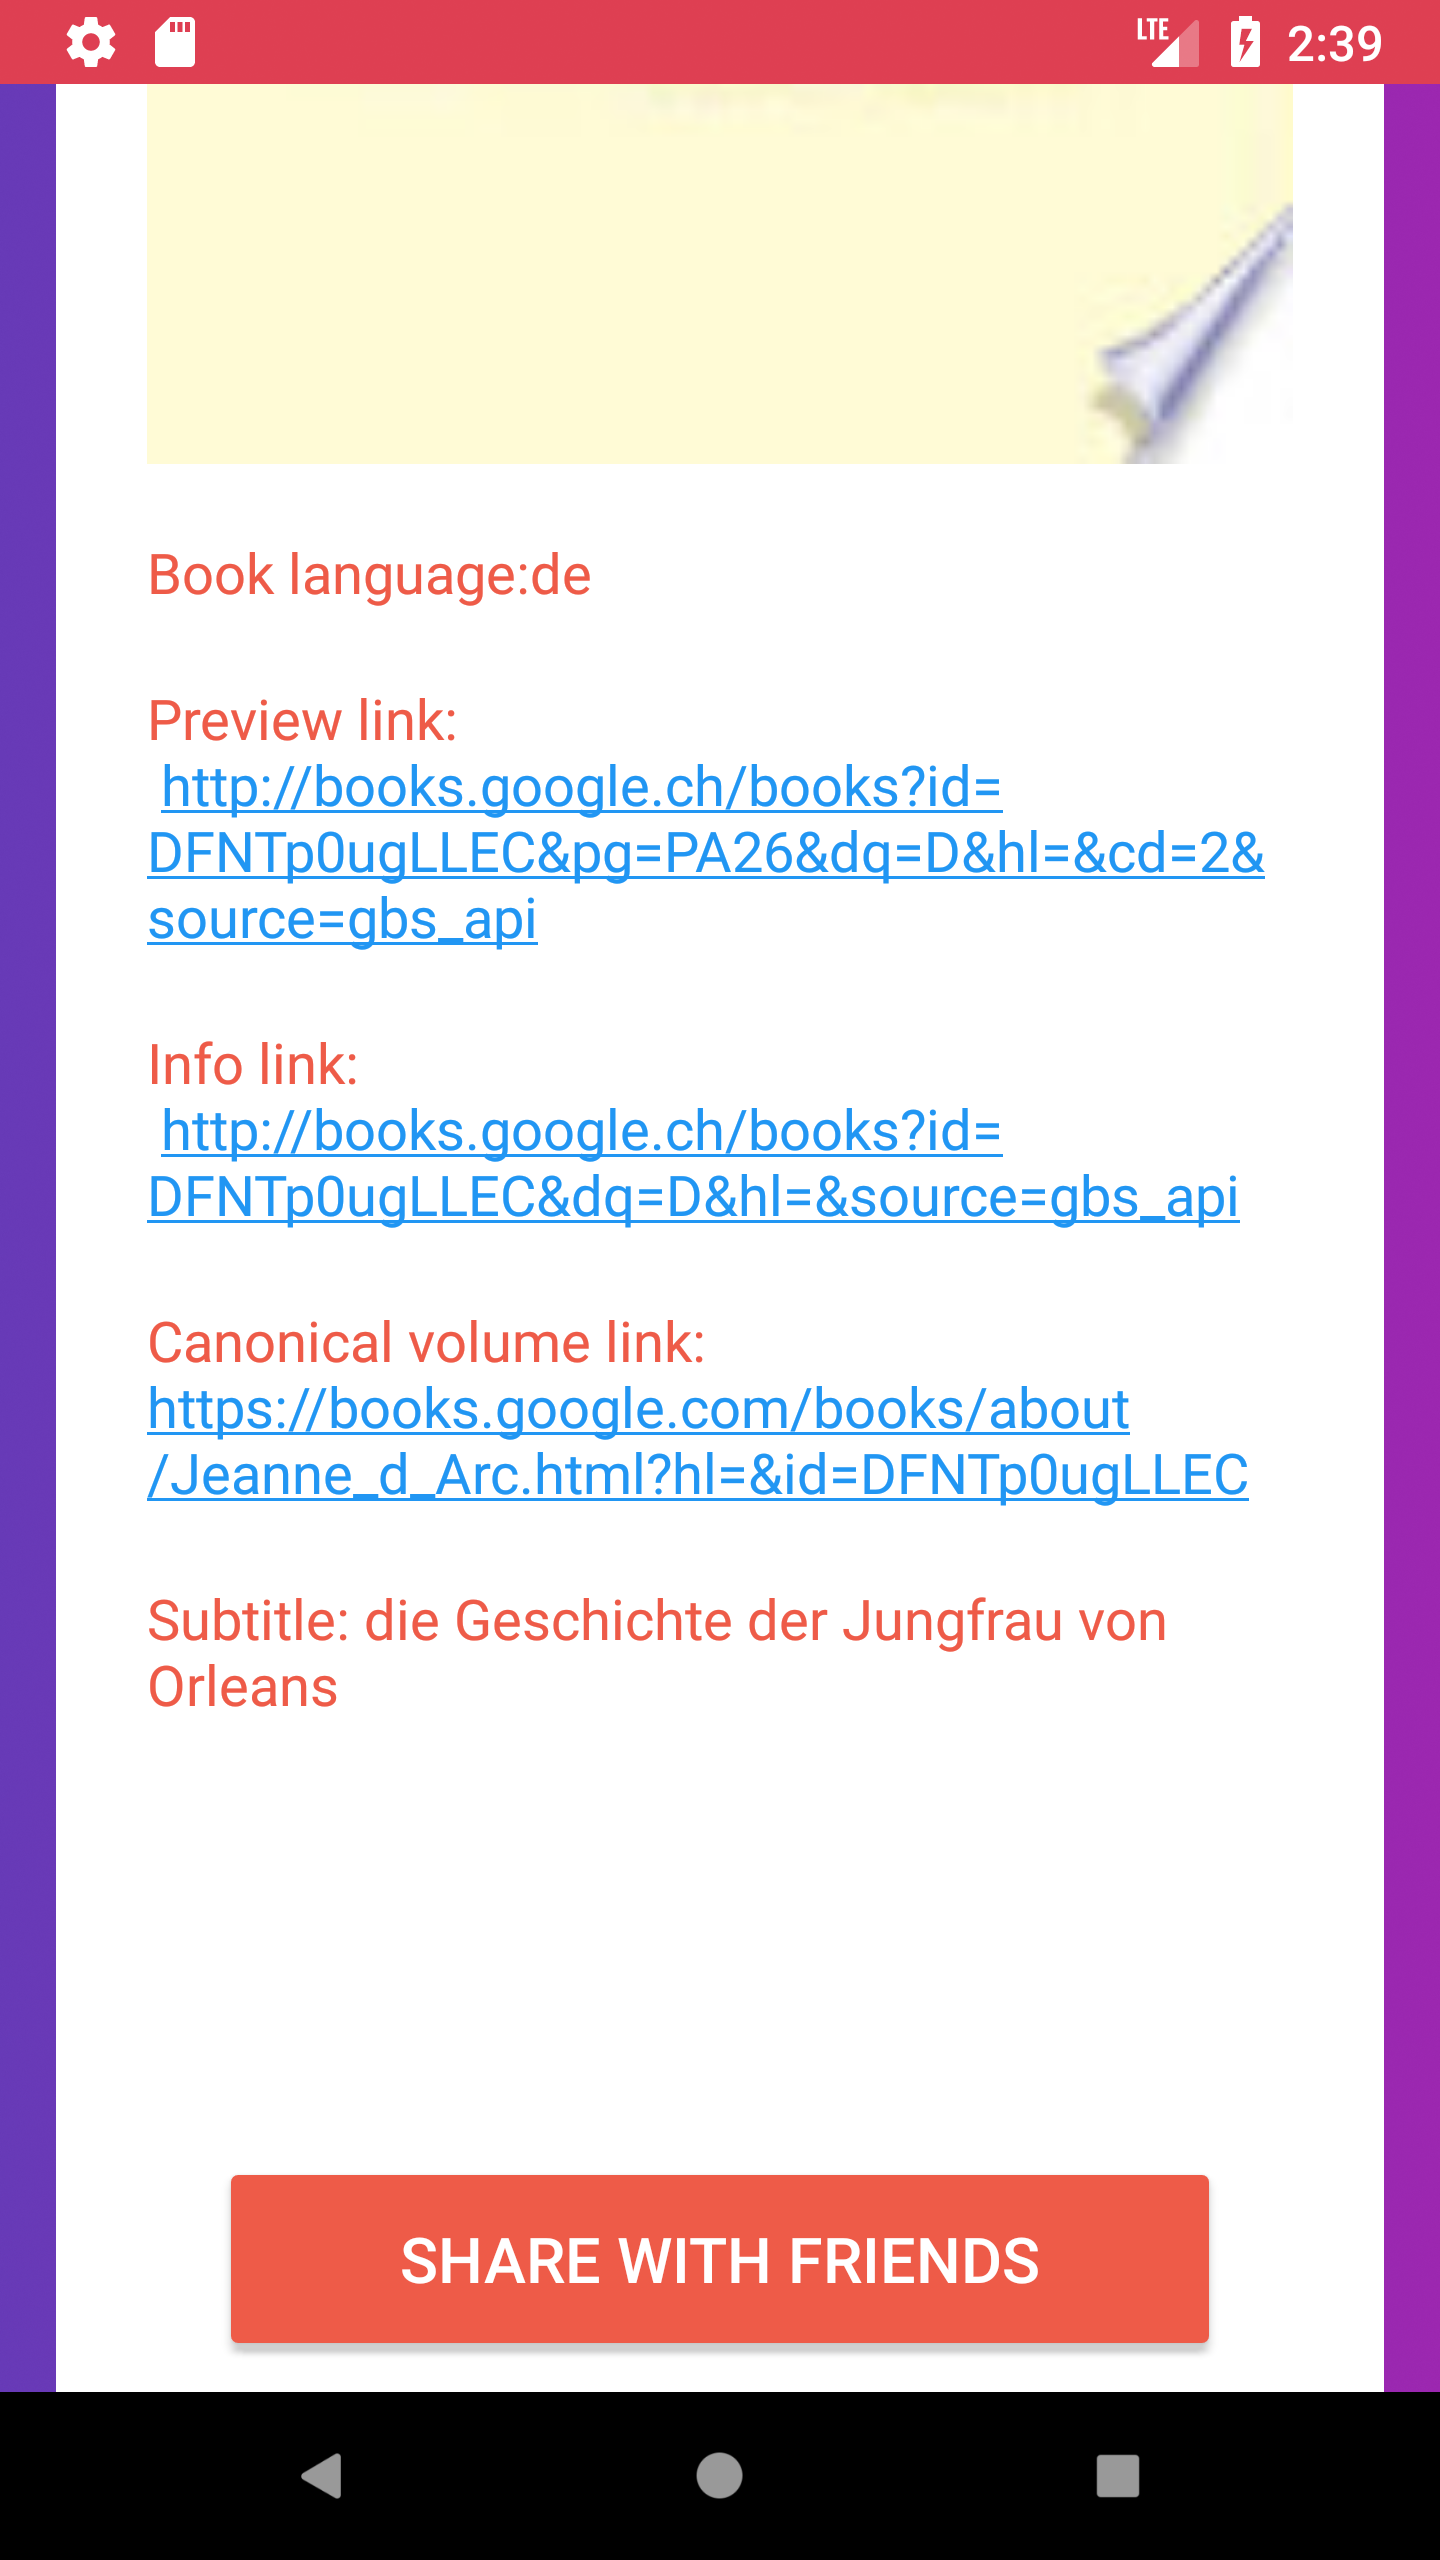 LTE 2:39
Book language:de
Preview link:
http://books.google.ch/books?id=
DFNTp0ugLLEC&pg=PA26&dq=D&hl=&cd=2&
source=gbs_api
Info link:
http://books.google.ch/books?id=
DFNTp0ugLLEC&dq=D&hl=&source=gbs_api
Canonical volume link:
https://books.google.com/books/about
/Jeanne_d_Arc.html?hl=&id=DFNTp0ugLLEC
Subtitle: die Geschichte der Jungfrau von
Orleans
SHARE WITH FRIENDS